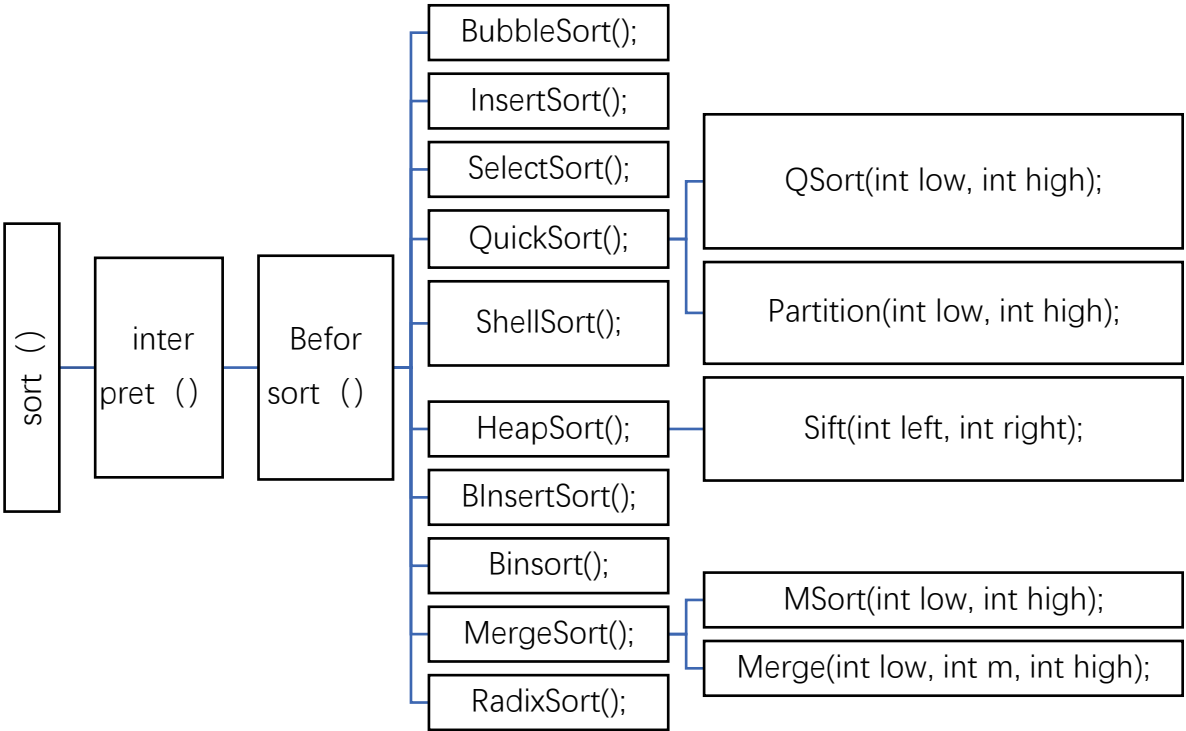 sort（）
inter
pret（）
Befor
sort（）
BubbleSort();
InsertSort();
SelectSort();
QuickSort();
ShellSort();
HeapSort();
BInsertSort();
Binsort();
MergeSort();
RadixSort();
QSort(int low, int high);
Partition(int low, int high);
Sift(int left, int right);
MSort(int low, int high);
Merge(int low, int m, int high);